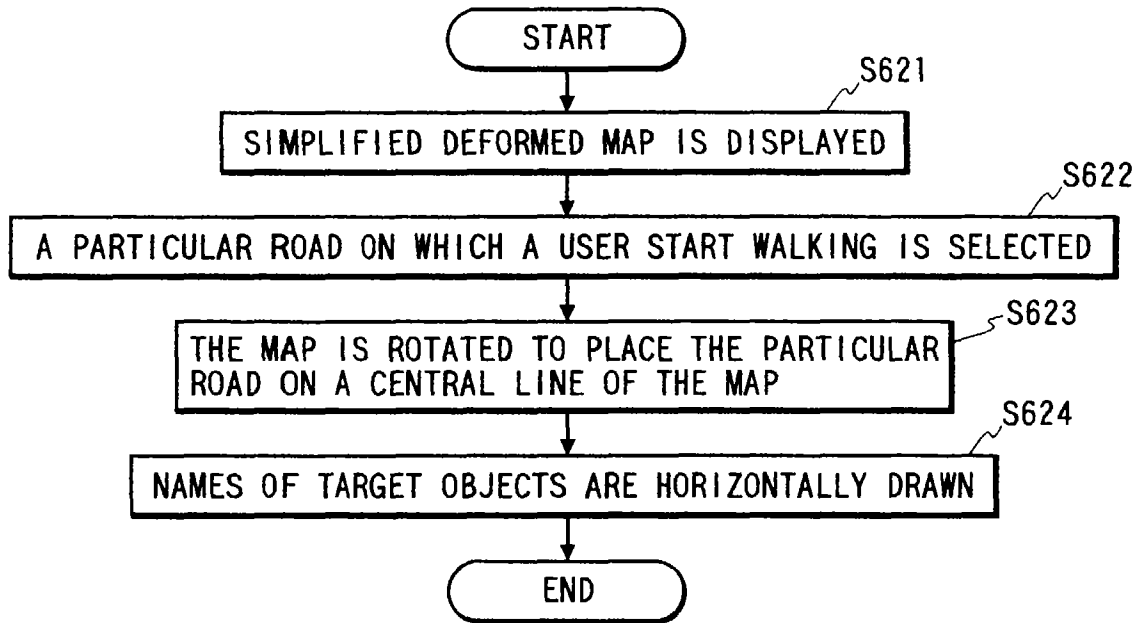 START
S621
SIMPLIFIED DEFORMED MAP IS DISPLAYED
S622
A PARTICULAR ROAD ON WHICH A USER START WALKING IS SELECTED
S623
THE MAP IS ROTATED TO PLACE THE PARTICULAR
ROAD ON A CENTRAL LINE OF THE MAP
S624
NAMES OF TARGET OBJECTS ARE HORIZONTALLY DRAWN
END